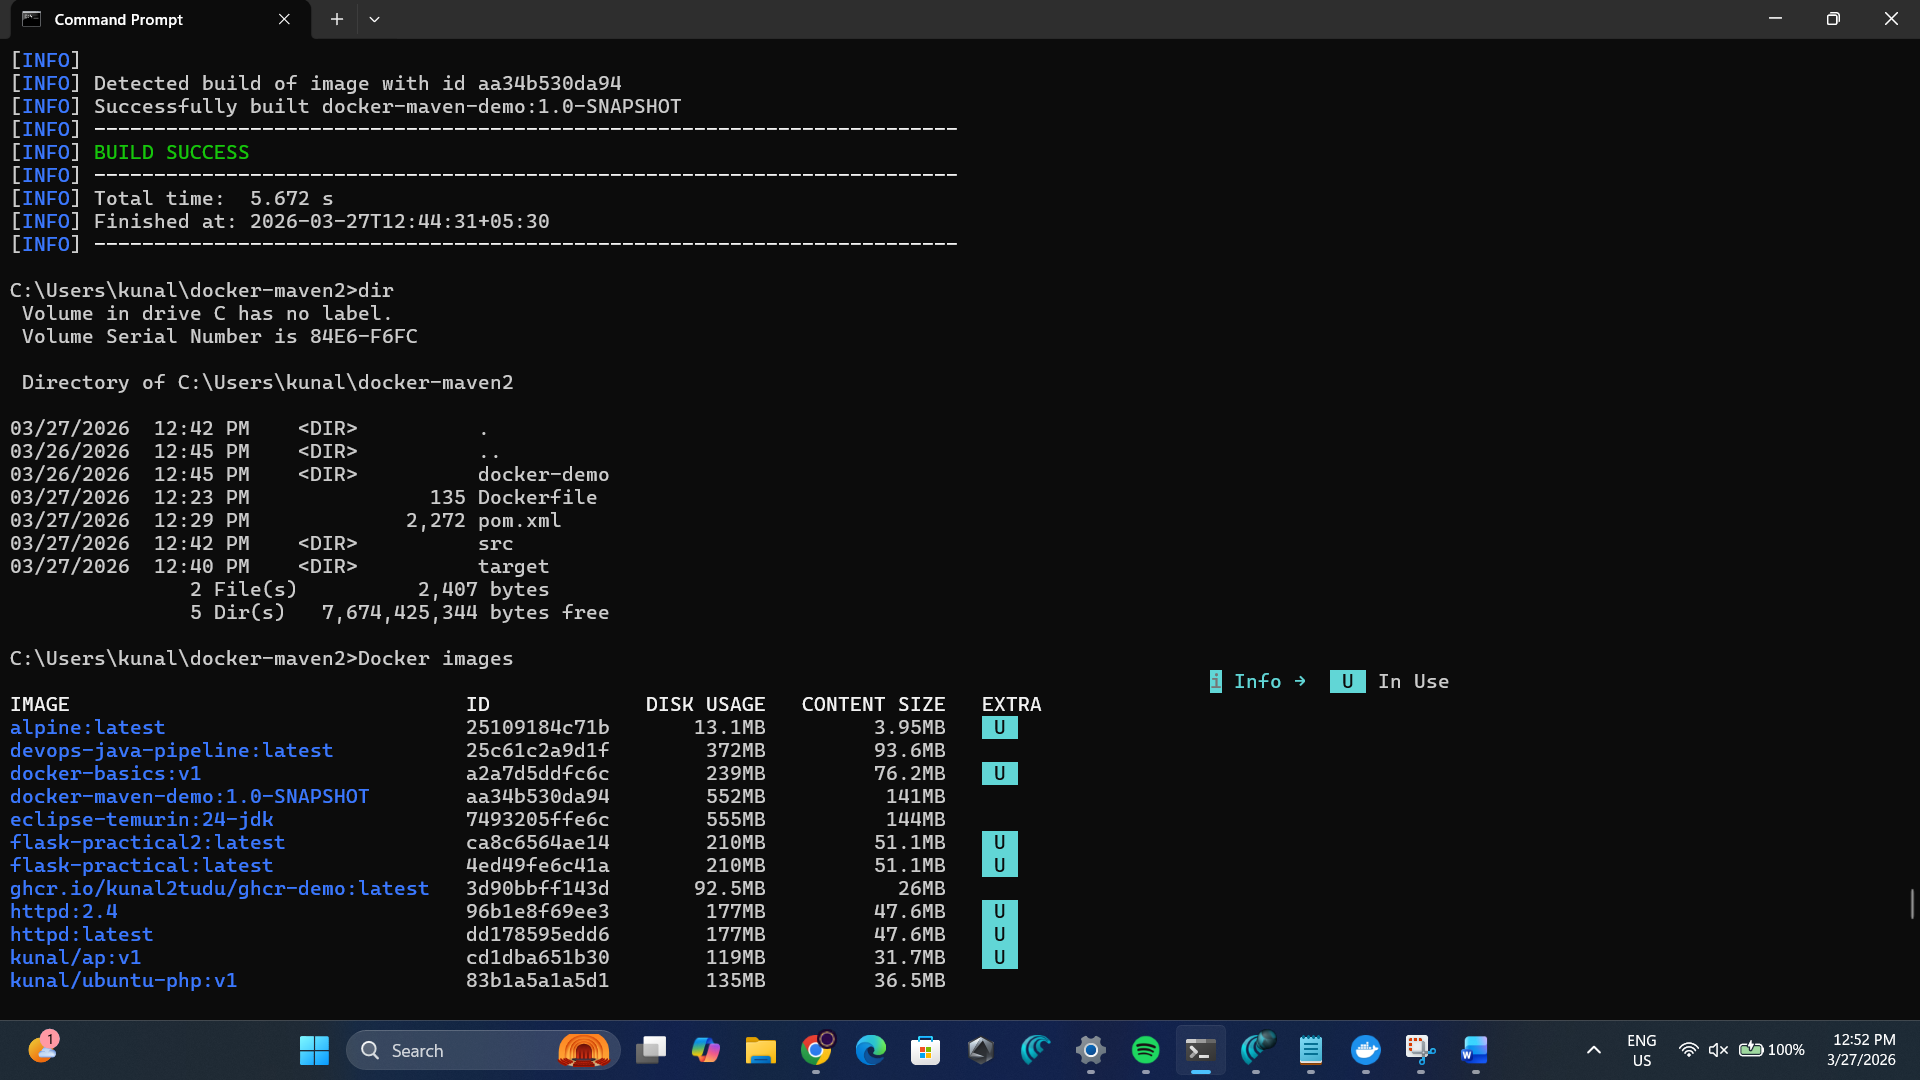 Command Prompt
[INFO]
[INFO] Detected build of image with id aa34b530da94
[INFO] Successfully built docker-maven-demo:1.0-SNAPSHOT
[INFO] ------------------------------------------------------------------------
[INFO] BUILD SUCCESS
[INFO] ------------------------------------------------------------------------
[INFO] Total time:  5.672 s
[INFO] Finished at: 2026-03-27T12:44:31+05:30
[INFO] ------------------------------------------------------------------------
C:\Users\kunal\docker-maven2>dir
 Volume in drive C has no label.
 Volume Serial Number is 84E6-F6FC
 Directory of C:\Users\kunal\docker-maven2
03/27/2026  12:42 PM    <DIR>          .
03/26/2026  12:45 PM    <DIR>          ..
03/26/2026  12:45 PM    <DIR>          docker-demo
03/27/2026  12:23 PM               135 Dockerfile
03/27/2026  12:29 PM             2,272 pom.xml
03/27/2026  12:42 PM    <DIR>          src
03/27/2026  12:40 PM    <DIR>          target
               2 File(s)          2,407 bytes
               5 Dir(s)   7,674,425,344 bytes free
C:\Users\kunal\docker-maven2>Docker images
i Info →   U  In Use
IMAGE                                 ID             DISK USAGE   CONTENT SIZE   EXTRA
alpine:latest                         25109184c71b       13.1MB         3.95MB    U
devops-java-pipeline:latest           25c61c2a9d1f        372MB         93.6MB
docker-basics:v1                      a2a7d5ddfc6c        239MB         76.2MB    U
docker-maven-demo:1.0-SNAPSHOT        aa34b530da94        552MB          141MB
eclipse-temurin:24-jdk                7493205ffe6c        555MB          144MB
flask-practical2:latest               ca8c6564ae14        210MB         51.1MB    U
flask-practical:latest                4ed49fe6c41a        210MB         51.1MB    U
ghcr.io/kunal2tudu/ghcr-demo:latest   3d90bbff143d       92.5MB           26MB
httpd:2.4                             96b1e8f69ee3        177MB         47.6MB    U
httpd:latest                          dd178595edd6        177MB         47.6MB    U
kunal/ap:v1                           cd1dba651b30        119MB         31.7MB    U
kunal/ubuntu-php:v1                   83b1a5a1a5d1        135MB         36.5MB
1
Search
W
ENG
US
100%
12:52 PM
3/27/2026